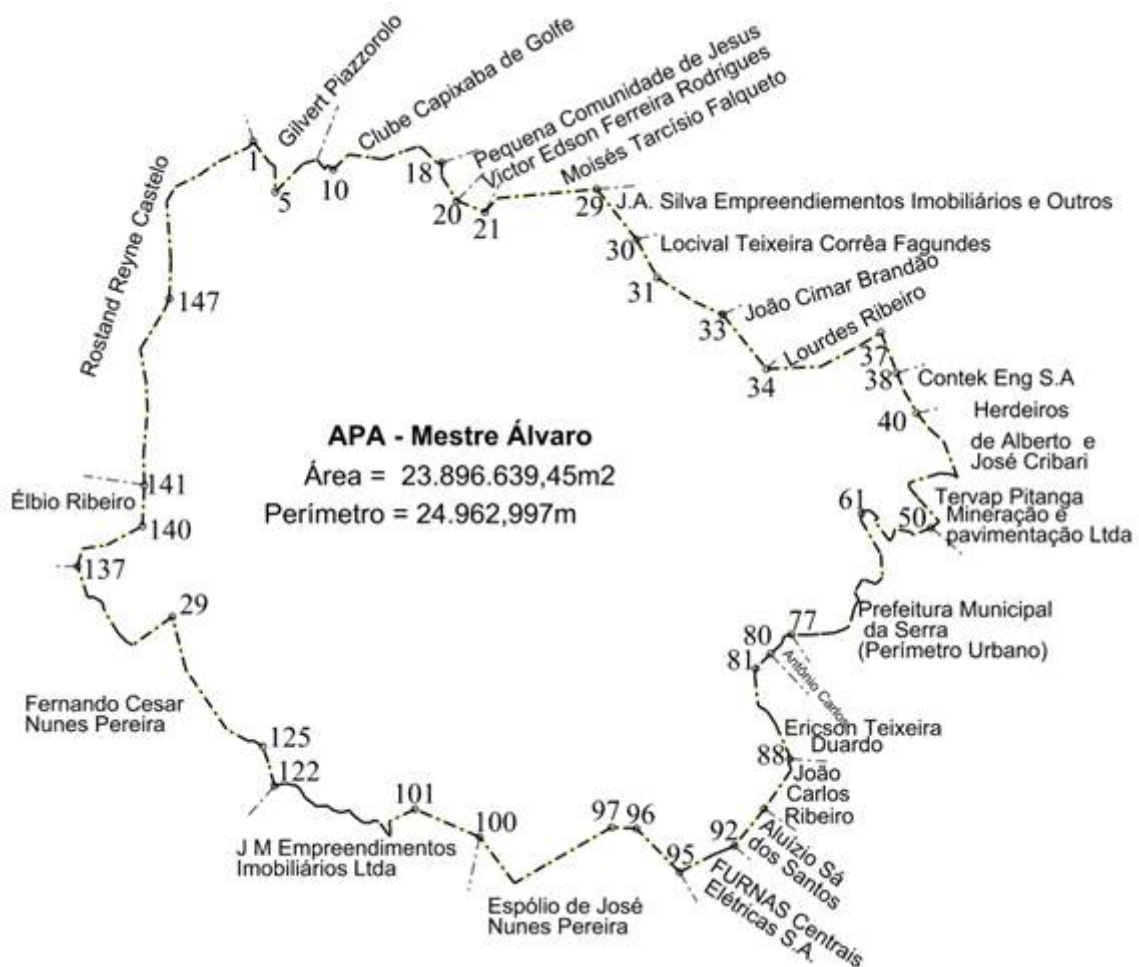 Gilvert Piazzorolo
Clube Capixaba de Golfe
Pequena Comunidade de Jesus
Victor Edson Ferreira Rodrigues
Moisés Tarcísio Falqueto
1
5
10
18
20
21
29
J.A. Silva Empreendiementos Imobiliários e Outros
30
Locival Teixeira Corrêa Fagundes
31
33
João Cimar Brandão
34
Lourdes Ribeiro
37
38
Contek Eng S.A
40
Herdeiros
de Alberto e
José Cribari
Rostand Reyne Castelo
147
APA - Mestre Álvaro
Área = 23.896.639,45m2
Perímetro = 24.962,997m
141
Élbio Ribeiro
140
137
61
50
Tervap Pitanga
Mineração e
pavimentação Ltda
29
77
80
81
Prefeitura Municipal
da Serra
(Perímetro Urbano)
Antônio Carlos
Fernando Cesar
Nunes Pereira
125
122
Ericson Teixeira
Duardo
88
João
Carlos
Ribeiro
101
100
97
96
92
95
Aluízio Sá
dos Santos
FURNAS Centrais
Elétricas S.A.
J M Empreendimentos
Imobiliários Ltda
Espólio de José
Nunes Pereira